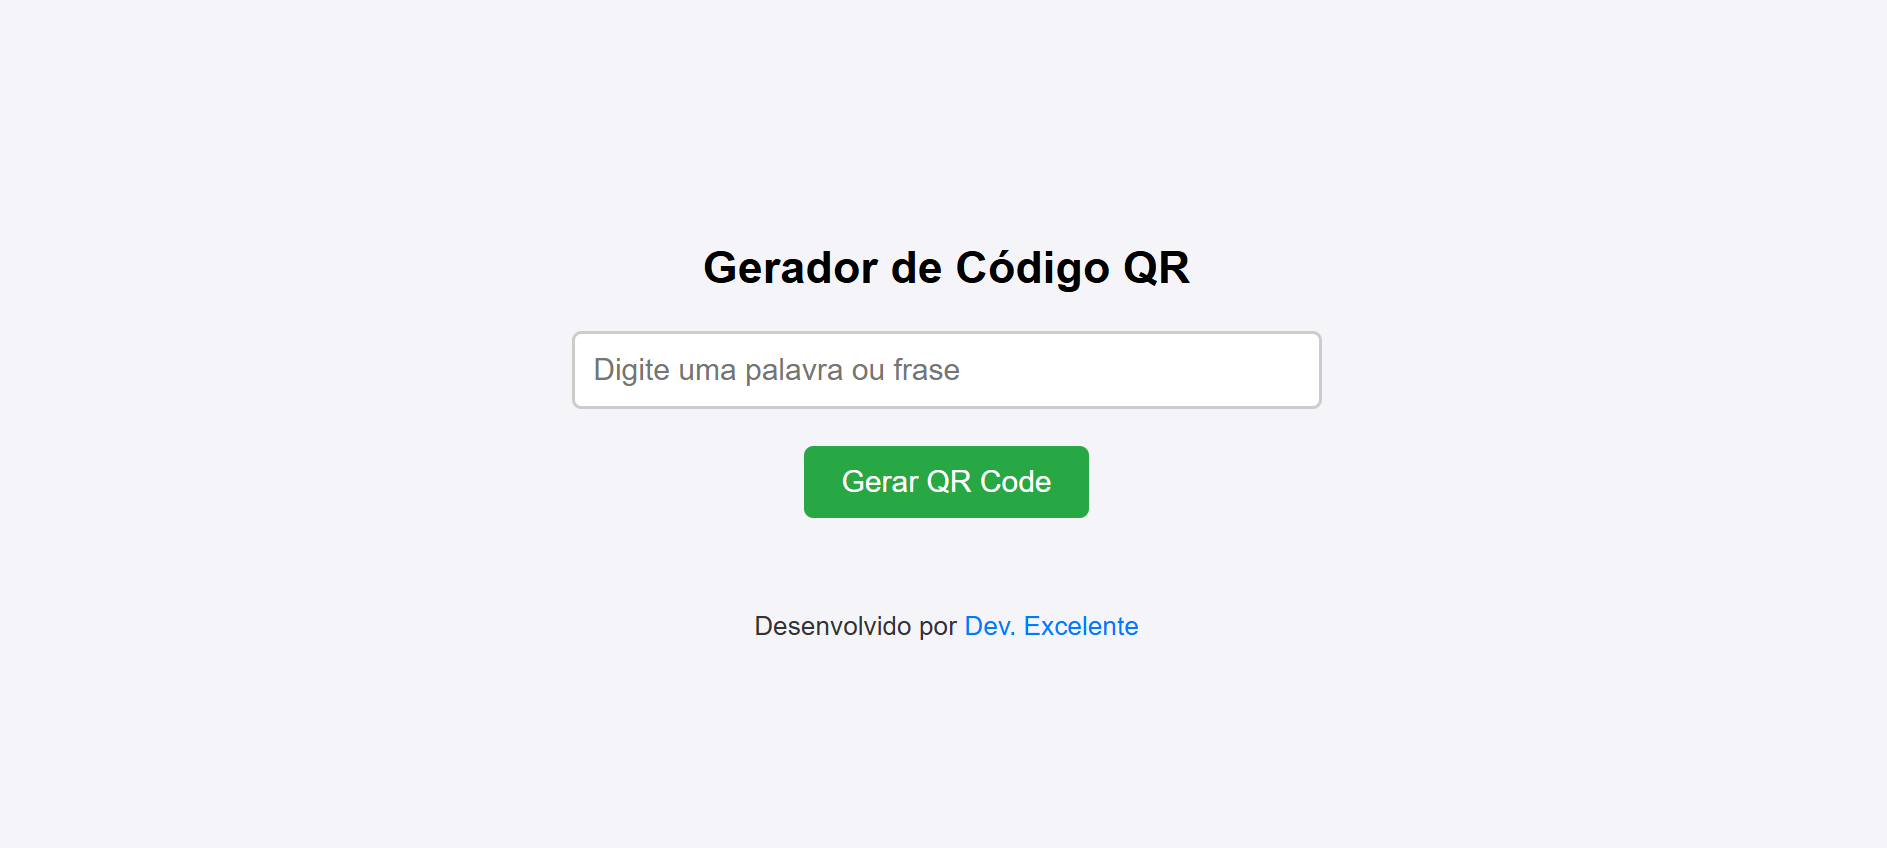 Gerador de Código QR
Digite uma palavra ou frase
Gerar QR Code
Desenvolvido por Dev. Excelente